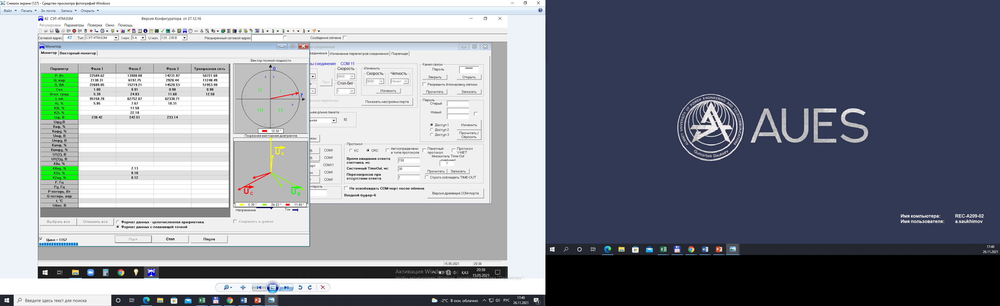 Снимок экрана (127) - Средство просмотра фотографий Windows
Файл Печать Эл. почта Запись Открыть
42 СЭТ-4ТМ.03М Версия Конфигуратора от 27.12.16
Регулировка Параметры Поверка Окно Помощь
Сетевой адрес 42 Тип СЭТ-4ТМ.03М I ном. 5 А U ном. 120...230 В Расширенный сетевой адрес Сообщения обмена
Монитор
Монитор Векторный монитор
Параметр Фаза 1 Фаза 2 Фаза 3 Трехфазная сеть
P, Вт 22589.62 13900.08 14231.97 50721.68
Q, вар 2130.31 6197.75 2920.44 11248.49
S, ВА 22689.85 15219.21 14528.53 51953.99
Cos 1.00 0.91 0.98 0.98
Угол, град 5.39 24.03 11.60 12.50
I, мА 95158.78 62752.07 62338.71
Ki, % 5.85 7.67 10.31
K0i, % 11.50
K2i, % 22.18
Uф, В 238.42 242.51 233.14
Uфу,В
Kuф, %
Kuфу, %
Uмф, В
Uмфу, В
Kuмф, %
Kuмфу, %
U1(1), В
U1(1)у, В
K0u, %
K0uу, % 2.13
K2u, % 0.10
K2uу, % 0.12
F, Гц
Fу, Гц
P потерь, Вт
Q потерь, вар
t, °C
Uбат, В
Вектор полной мощности
Q
+ +
II I
- + P
- +
III IV
- -
12.50 °
Пофазная векторная диаграмма
U A
U C U B
5.39 ° 24.03 ° 11.60 °
Напряжение Ток
Выбрать все Отменить все
Формат данных - целочисленная арифметика
Формат данных с плавающей точкой
Сохранять в файле
Цикл = 1157 Пуск Стоп Пауза
ры соединения
оединения Изменение параметров соединения Пирамида
ры соединения COM 11
Скорость
9600
Тест
Стоп-бит
1
Изменить
Скорость Четность
9600 Нечет
Изменить
енные параметры Показать настройки порта
ьная длина пакета
ьная 92
язи
85 COM1
85 COM1
орт COM11
ем COM1
COM1
пароль
Канал связи
Пароль ******
Закрыть Открыть
Разрешить блокировку записи
Прочитать Записать
Пароль
Старый
Новый
Доступ 1 Изменить
Доступ 2
Доступ 3 Прочитать / Сбросить
Протокол
КС CRC
Автоопределени
е типа протокола
Пакетный
протокол
Протокол
Y-NET
Время ожидания ответа
счетчика, мс 150
Множитель Time-Out
счетчика
1
Системный TimeOut, мс 30
Прочитать Записать
Перезапросов при
отсутствии ответа 1
Строго соблюдать TIME-OUT
Не освобождать COM-порт после обмена
Входной буфер=6
Версия драйвера COM-порта
15.05.2021 20:38
Активация Windows
Чтобы активировать Windows, перейдите в раздел "Параметры".
ҚАЗ
20:38
15.05.2021
Введите здесь текст для поиска
-2°C В осн. облачно РУС
17:40
26.11.2021
1
ALMATY UNIVERSITY OF POWER ENGINEERING AND TELECOMMUNICATIONS
Gumarbek Daukeev
AUES
Имя компьютера: REC-A209-02
Имя пользователя: a.saukhimov
17:40
26.11.2021